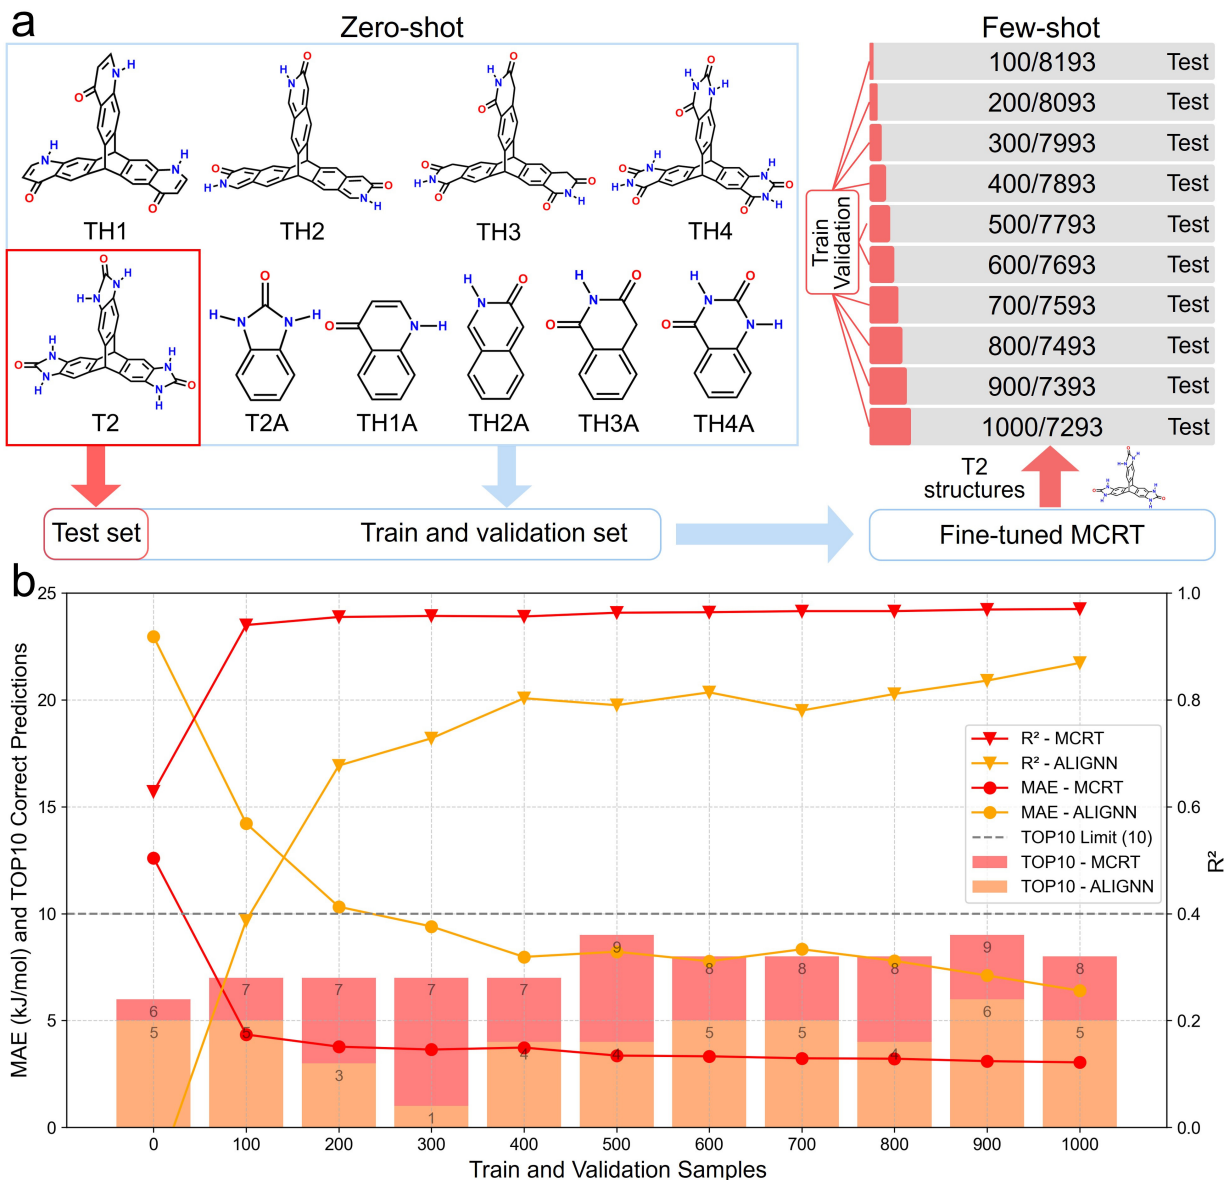 a
Zero-shot
Few-shot
TH1
TH2
TH3
TH4
T2
T2A
TH1A
TH2A
TH3A
TH4A
Train
Validation
100/8193 Test
200/8093 Test
300/7993 Test
400/7893 Test
500/7793 Test
600/7693 Test
700/7593 Test
800/7493 Test
900/7393 Test
1000/7293 Test
T2
structures
Test set
Train and validation set
Fine-tuned MCRT
b
MAE (kJ/mol) and TOP10 Correct Predictions
25
20
15
10
5
0
1.0
0.8
0.6
0.4
0.2
0.0
R²
R² - MCRT
R² - ALIGNN
MAE - MCRT
MAE - ALIGNN
TOP10 Limit (10)
TOP10 - MCRT
TOP10 - ALIGNN
6 7 7 7 7 9 8 8 8 9 8
5 5 3 1 4 4 5 5 4 6 5
0 100 200 300 400 500 600 700 800 900 1000
Train and Validation Samples